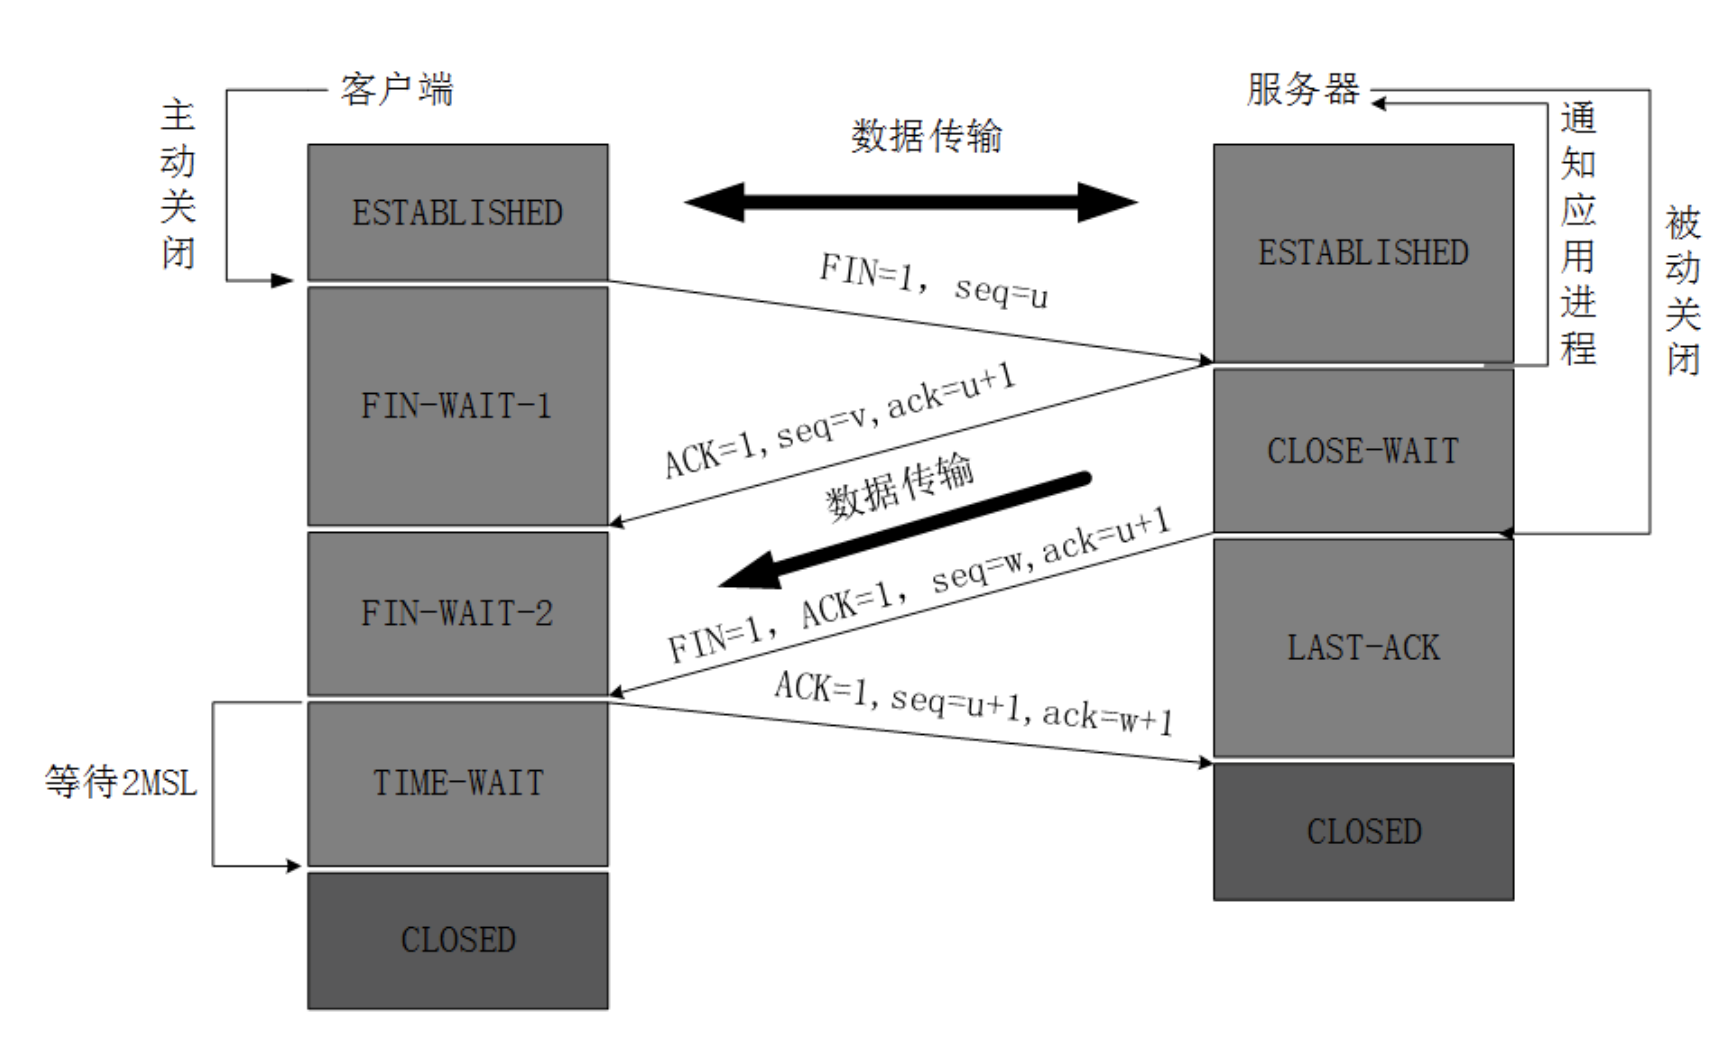 客户端
服务器
主动关闭
数据传输
通知应用进程
被动关闭
ESTABLISHED
ESTABLISHED
FIN=1, seq=u
FIN-WAIT-1
ACK=1,seq=v,ack=u+1
CLOSE-WAIT
数据传输
FIN=1, ACK=1, seq=w,ack=u+1
FIN-WAIT-2
LAST-ACK
ACK=1,seq=u+1,ack=w+1
等待2MSL
TIME-WAIT
CLOSED
CLOSED